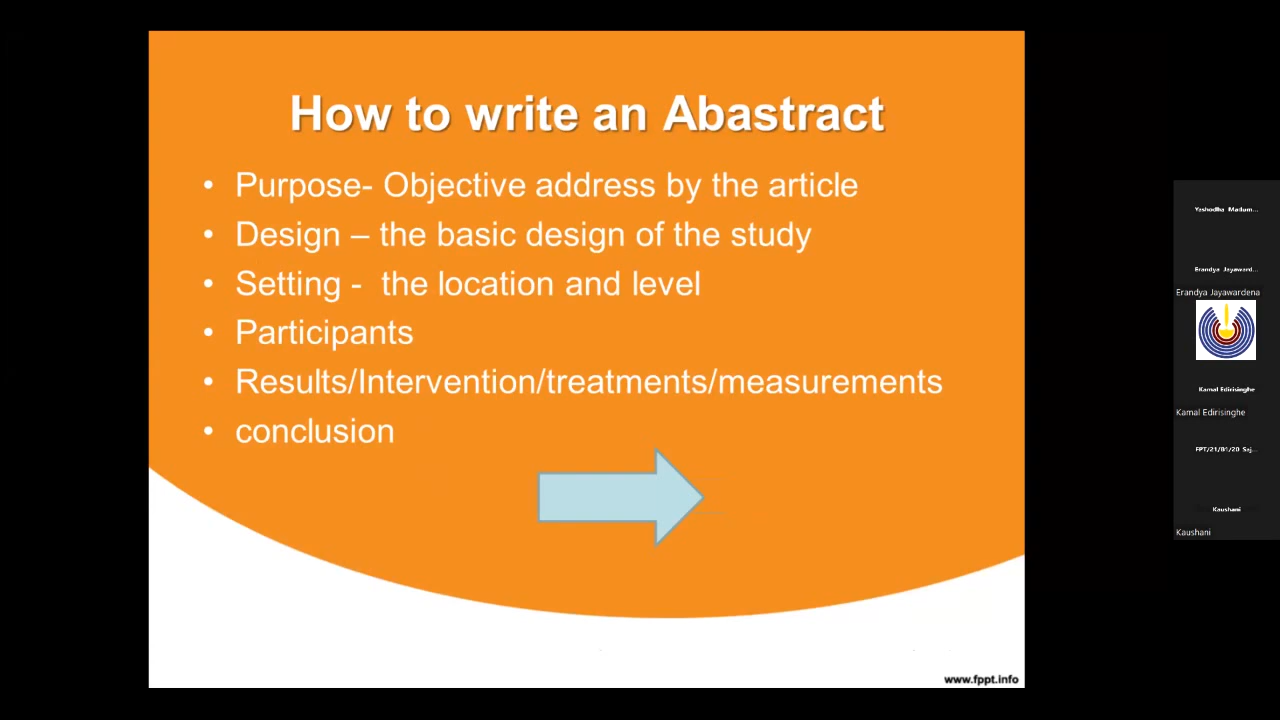 How to write an Abastract
• Purpose- Objective address by the article
• Design – the basic design of the study
• Setting - the location and level
• Participants
• Results/Intervention/treatments/measurements
• conclusion
www.fppt.info
Yashodha Madum...
Erandya Jayaward...
Erandya Jayawardena
Kamal Edirisinghe
Kamal Edirisinghe
FPT/21/B1/20 Saj...
Kaushani
Kaushani